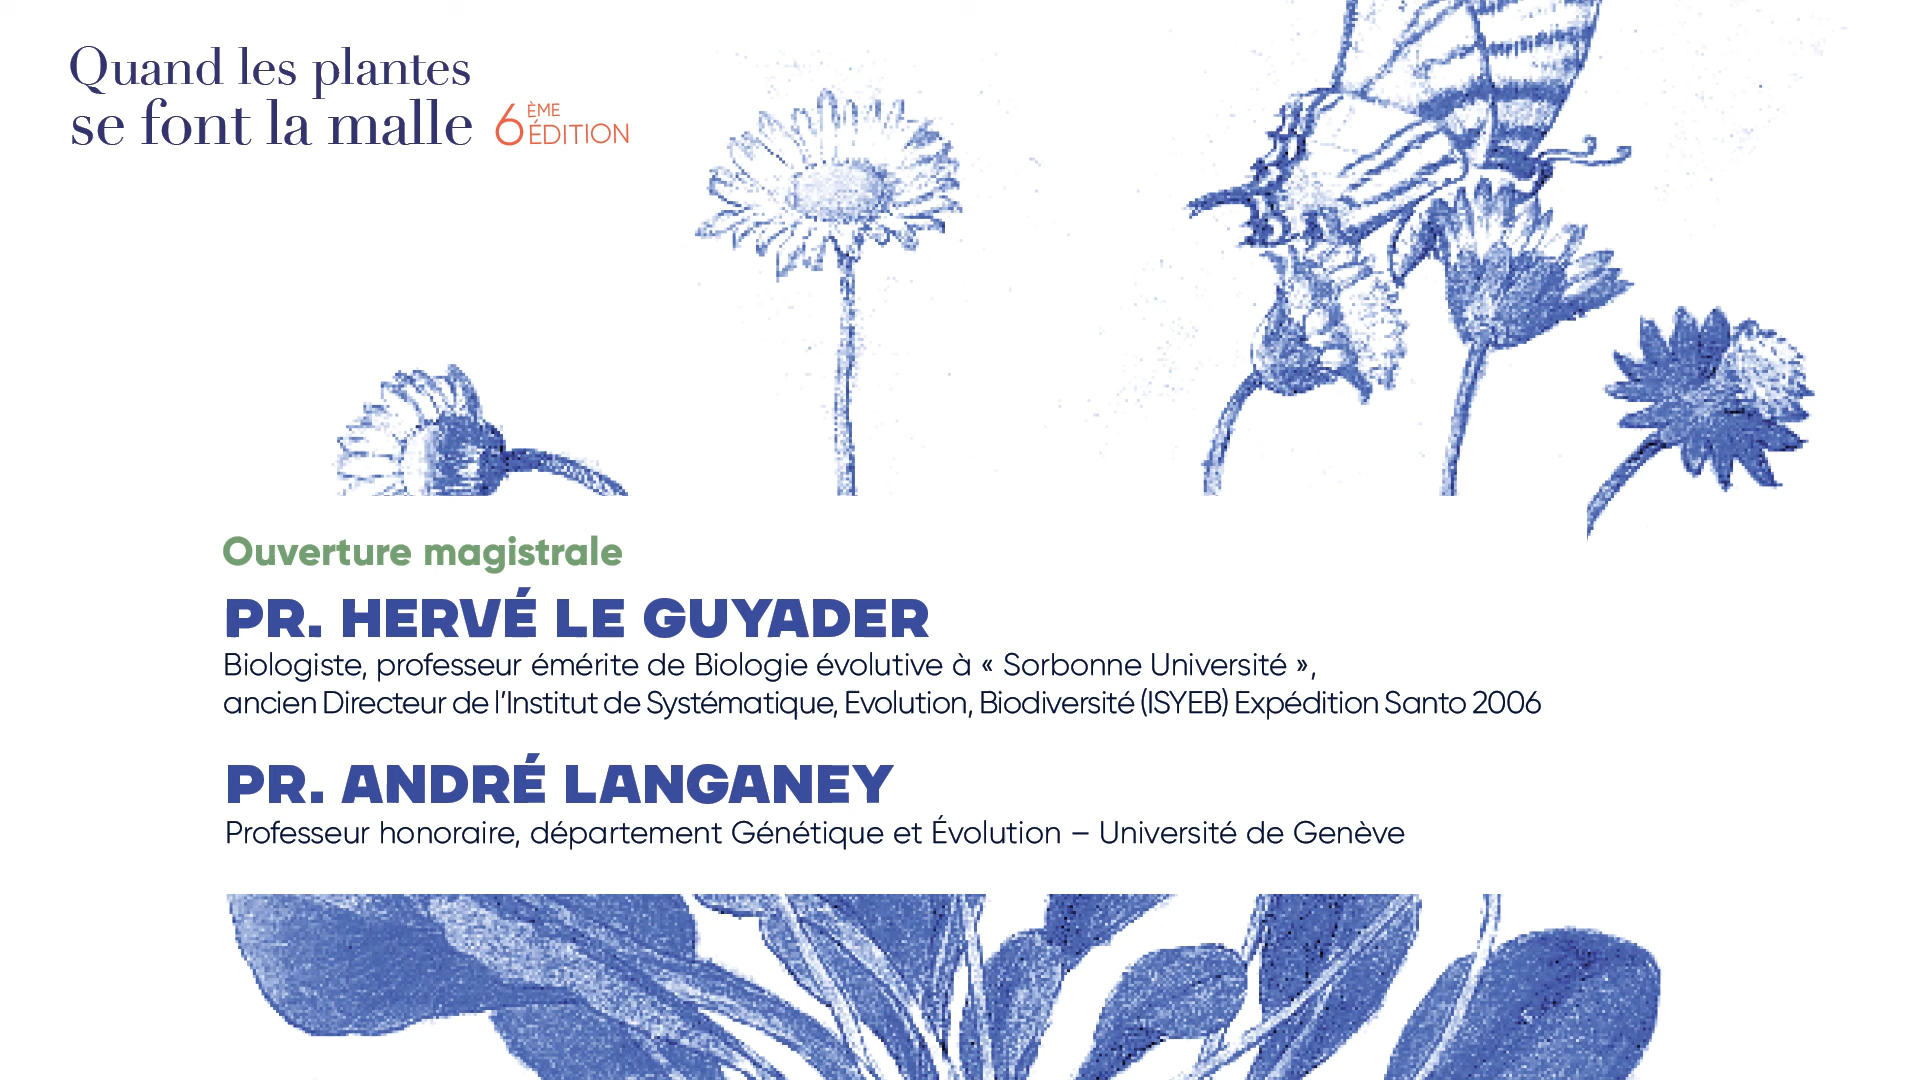 Quand les plantes
se font la malle 6ÈME ÉDITION
Ouverture magistrale
PR. HERVÉ LE GUYADER
Biologiste, professeur émérite de Biologie évolutive à « Sorbonne Université »,
ancien Directeur de l'Institut de Systématique, Evolution, Biodiversité (ISYEB) Expédition Santo 2006
PR. ANDRÉ LANGANEY
Professeur honoraire, département Génétique et Évolution – Université de Genève